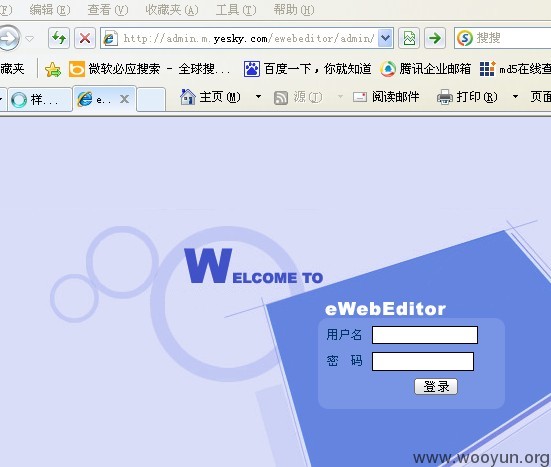 编辑(E) 查看(V) 收藏夹(A) 工具(T) 帮助(H)
http://admin.m.yesky.com/ewebeditor/admin/ 搜搜
藏夹 微软必应搜索 - 全球搜... 百度一下，你就知道 腾讯企业邮箱 md5在线查
样... e... 主页(M) 源(J) 阅读邮件 打印(R) 页面
WELCOME TO
eWebEditor
用户名
密 码
登录
www.wooyun.org